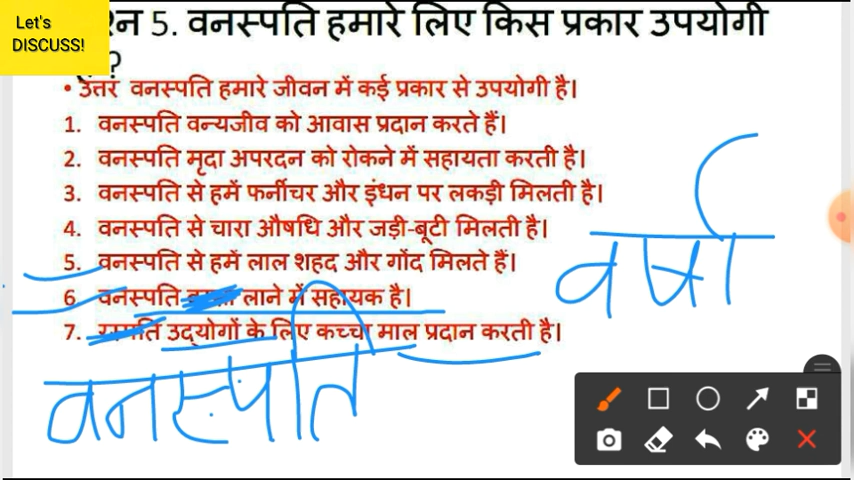 Let's
DISCUSS!
न 5. वनस्पति हमारे लिए किस प्रकार उपयोगी
?
• उत्तर वनस्पति हमारे जीवन में कई प्रकार से उपयोगी है।
1. वनस्पति वन्यजीव को आवास प्रदान करते हैं।
2. वनस्पति मृदा अपरदन को रोकने में सहायता करती है।
3. वनस्पति से हमें फर्नीचर और इंधन पर लकड़ी मिलती है।
4. वनस्पति से चारा औषधि और जड़ी-बूटी मिलती है।
5. वनस्पति से हमें लाल शहद और गोंद मिलते हैं।
वर्षा
6. वनस्पति लाने में सहायक है।
7. उद्योगों के लिए कच्चा माल प्रदान करती है।
वनस्पति